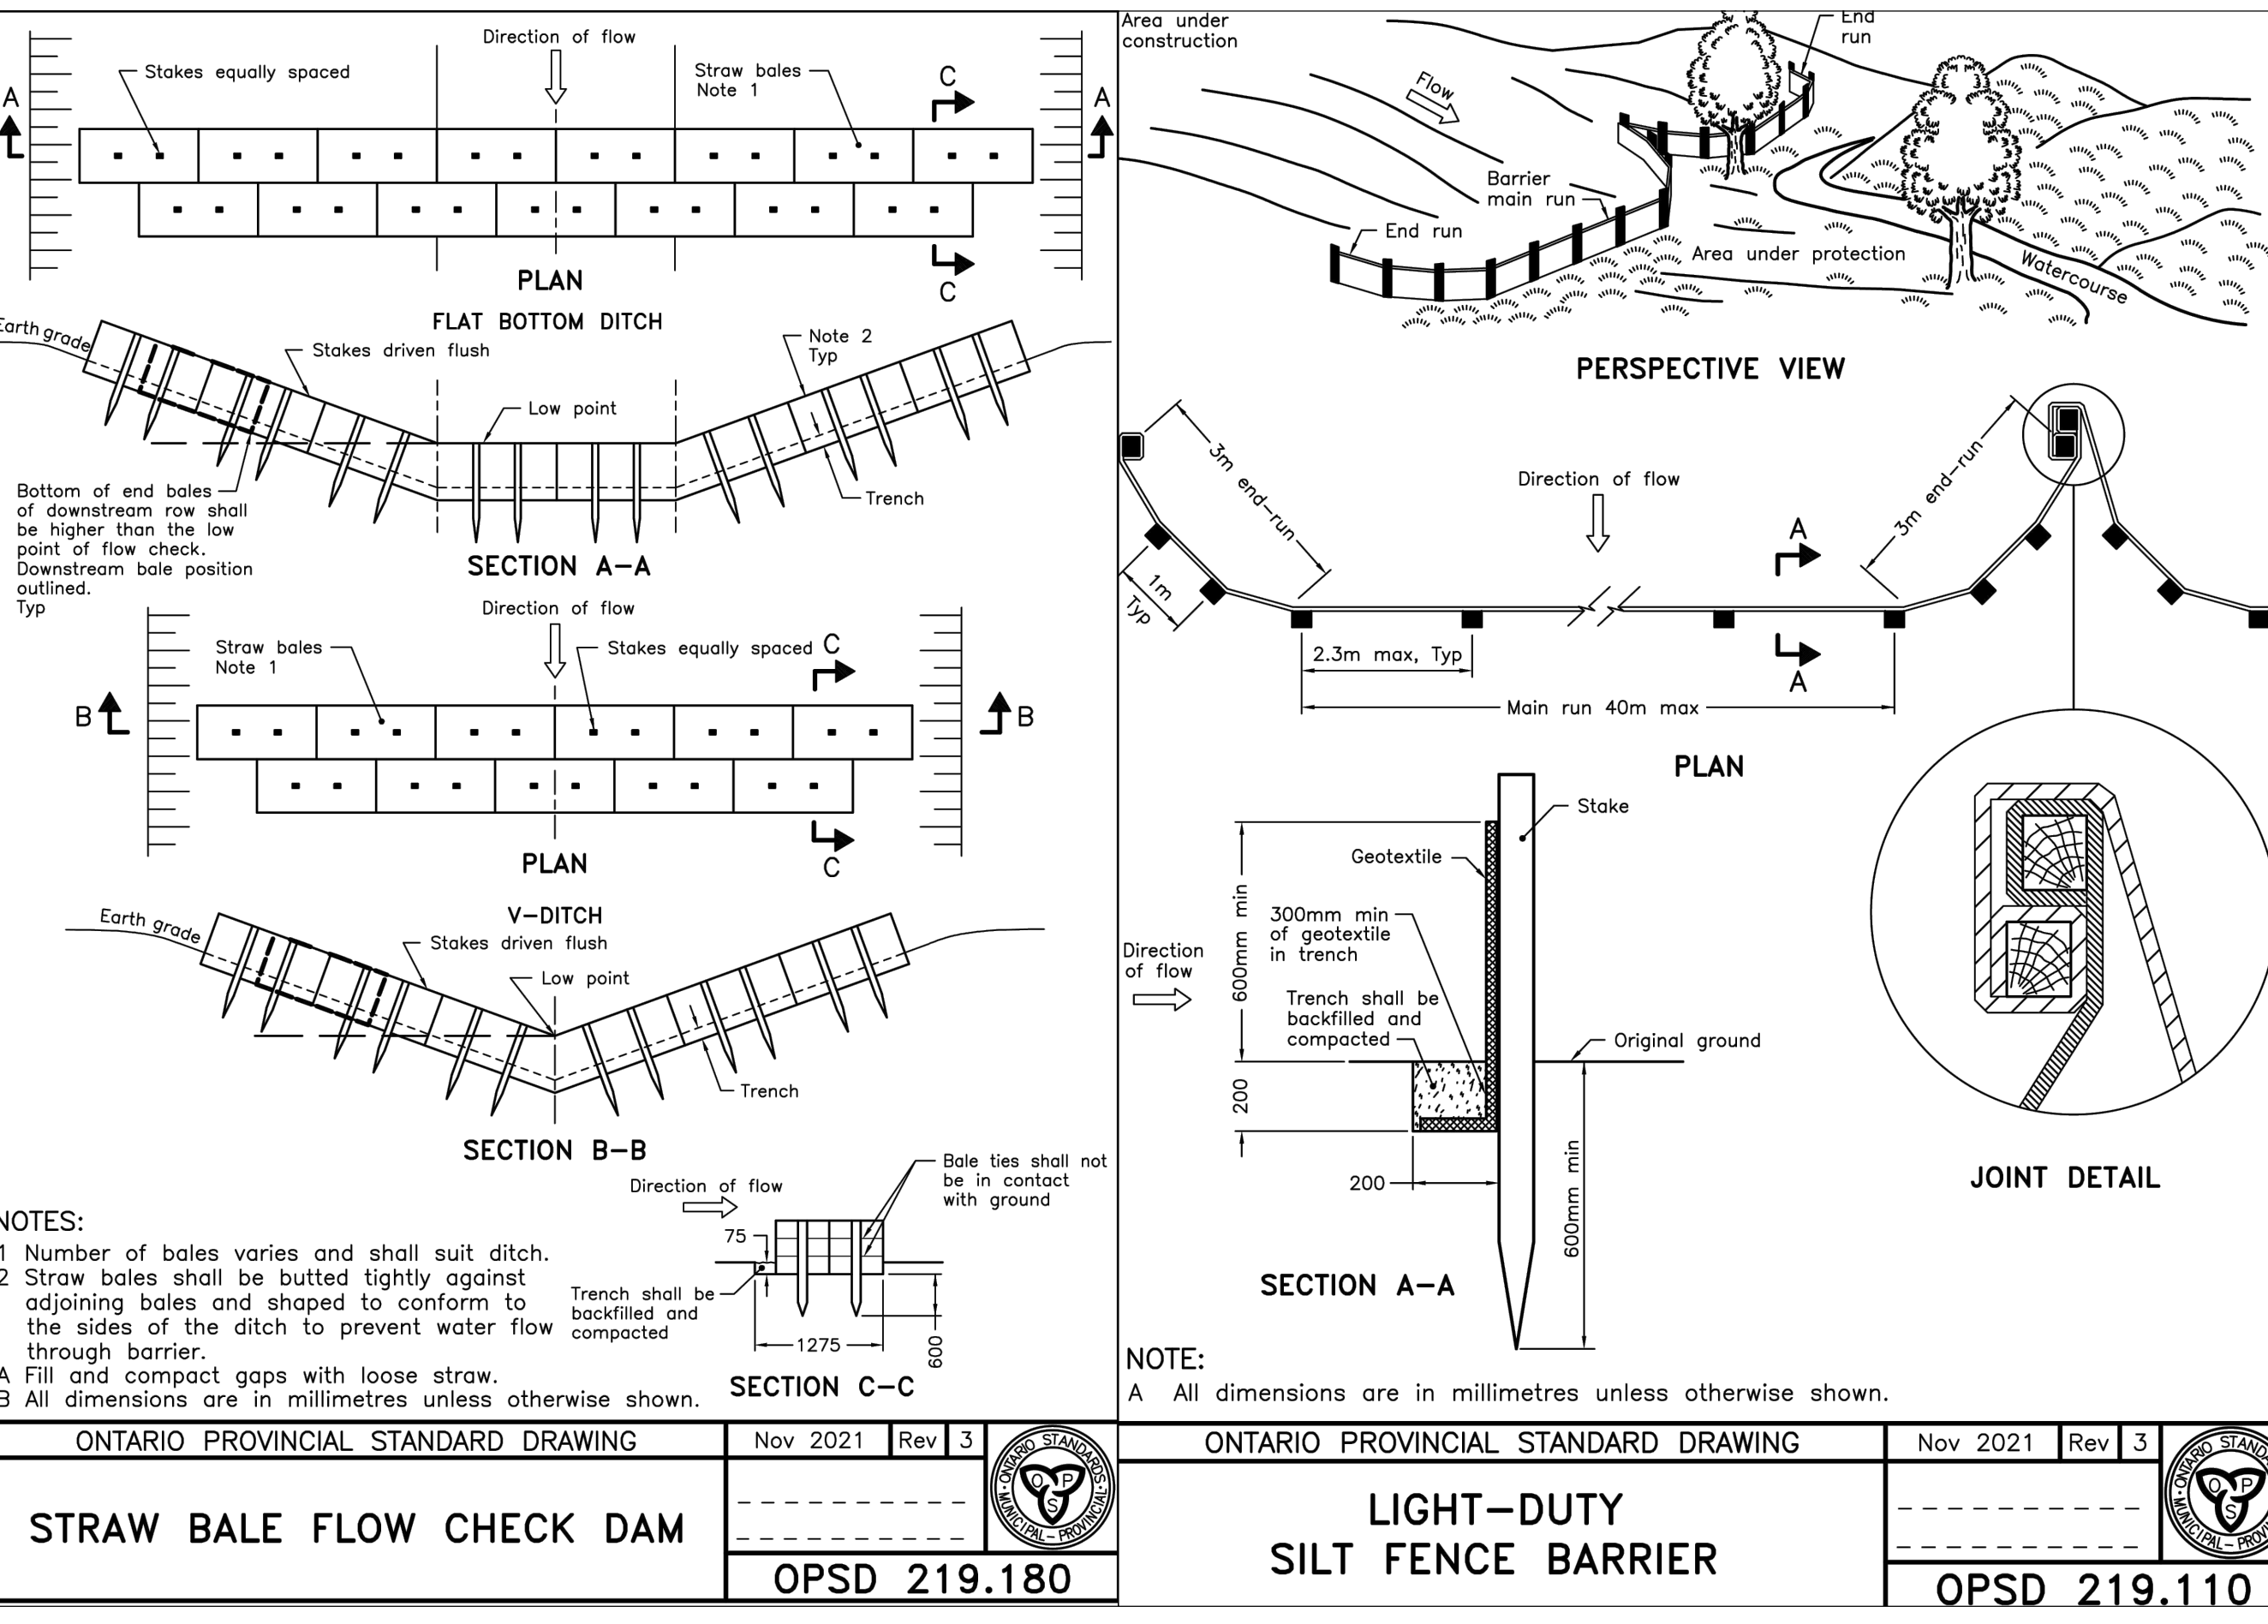 Direction of flow
Stakes equally spaced
Straw bales
Note 1
C
A
A
C
PLAN
FLAT BOTTOM DITCH
Earth grade
Stakes driven flush
Note 2
Typ
Low point
Trench
Bottom of end bales
of downstream row shall
be higher than the low
point of flow check.
Downstream bale position
outlined.
Typ
SECTION A-A
Direction of flow
Straw bales
Note 1
Stakes equally spaced
C
B
B
C
PLAN
V-DITCH
Earth grade
Stakes driven flush
Low point
Trench
SECTION B-B
Direction of flow
Bale ties shall not
be in contact
with ground
75
Trench shall be
backfilled and
compacted
1275
600
SECTION C-C
NOTES:
1 Number of bales varies and shall suit ditch.
2 Straw bales shall be butted tightly against
adjoining bales and shaped to conform to
the sides of the ditch to prevent water flow
through barrier.
A Fill and compact gaps with loose straw.
B All dimensions are in millimetres unless otherwise shown.
ONTARIO PROVINCIAL STANDARD DRAWING
Nov 2021
Rev
3
STRAW BALE FLOW CHECK DAM
ONTARIO STANDARDS
MUNICIPAL-PROVINCIAL
O P S
OPSD 219.180
Area under
construction
Flow
End
run
Barrier
main run
End run
Area under protection
Watercourse
PERSPECTIVE VIEW
3m end-run
1m
Typ
Direction of flow
3m end-run
A
A
2.3m max, Typ
Main run 40m max
PLAN
Stake
Geotextile
600mm min
300mm min
of geotextile
in trench
Direction
of flow
Trench shall be
backfilled and
compacted
Original ground
200
200
600mm min
SECTION A-A
JOINT DETAIL
NOTE:
A All dimensions are in millimetres unless otherwise shown.
ONTARIO PROVINCIAL STANDARD DRAWING
Nov 2021
Rev
3
LIGHT-DUTY
SILT FENCE BARRIER
O P S
OPSD 219.110